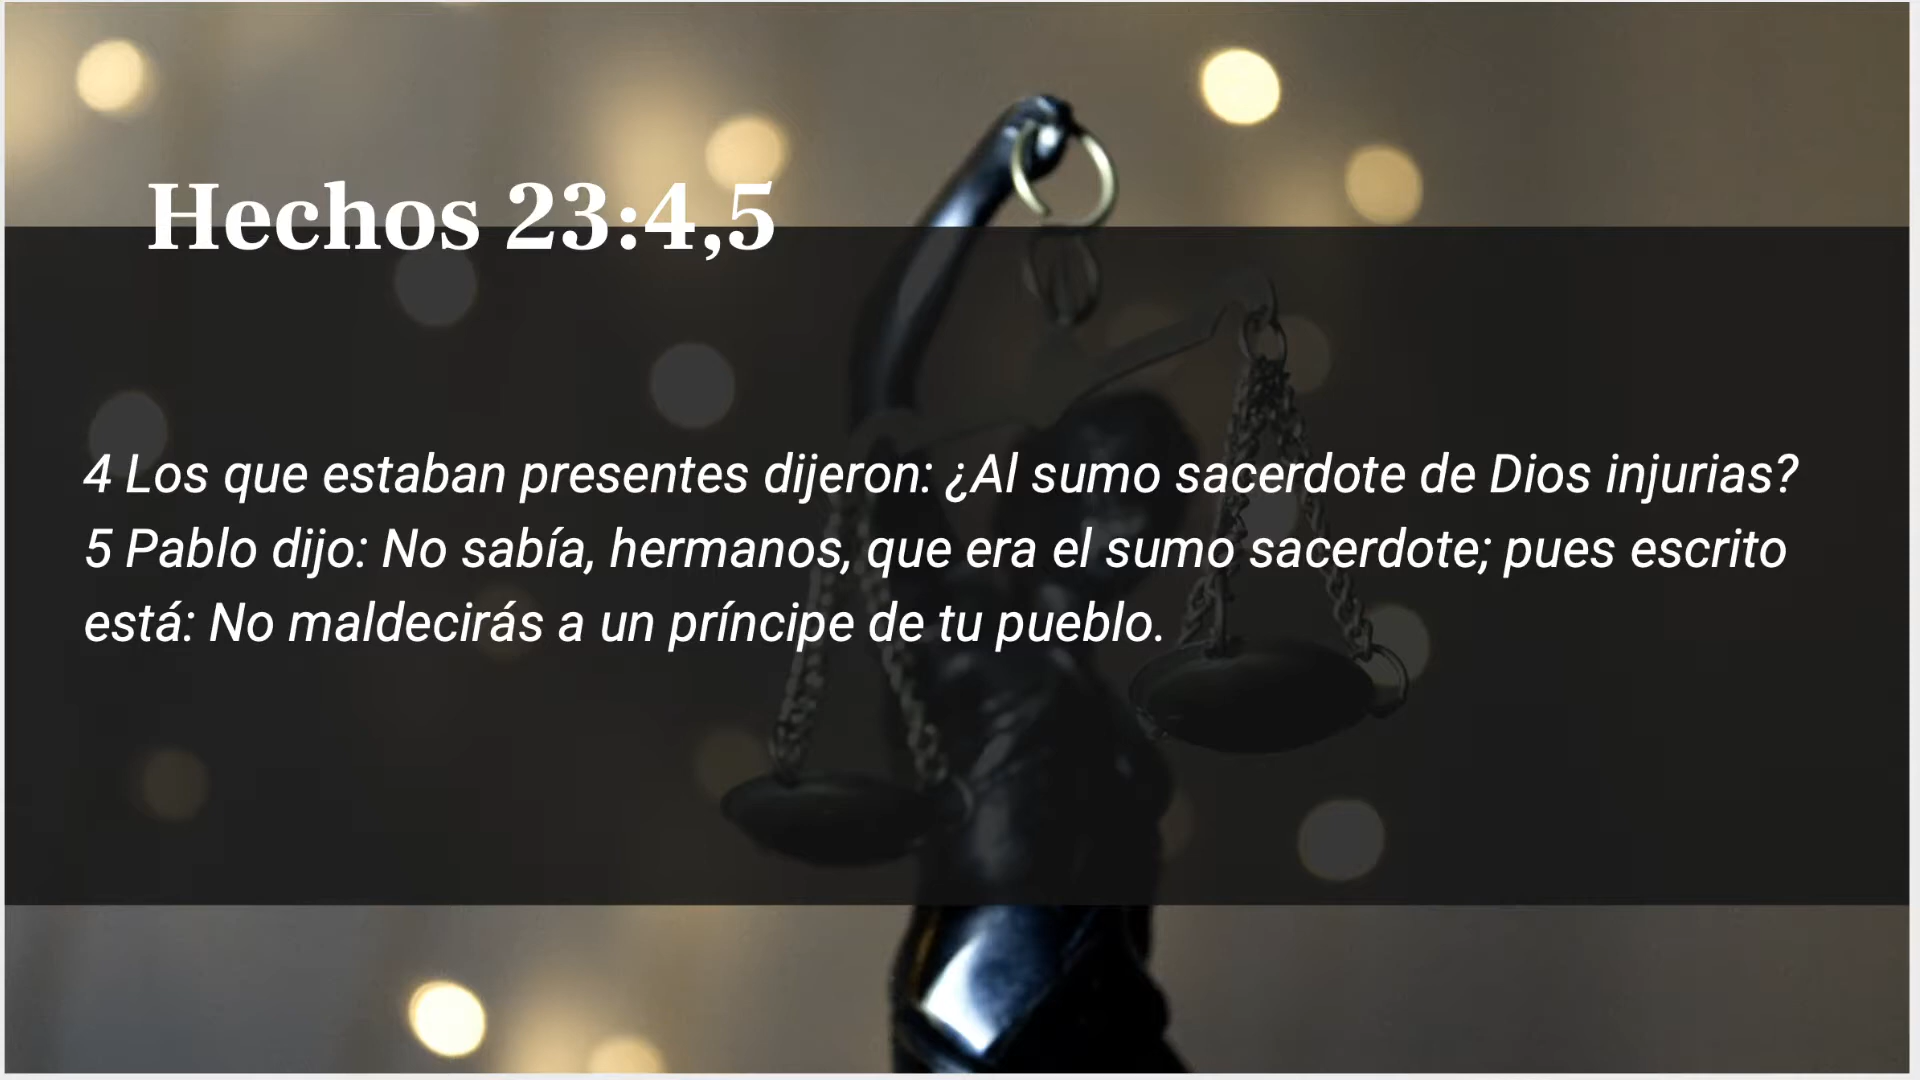 Hechos 23:4,5
4 Los que estaban presentes dijeron: ¿Al sumo sacerdote de Dios injurias?
5 Pablo dijo: No sabía, hermanos, que era el sumo sacerdote; pues escrito
está: No maldecirás a un príncipe de tu pueblo.